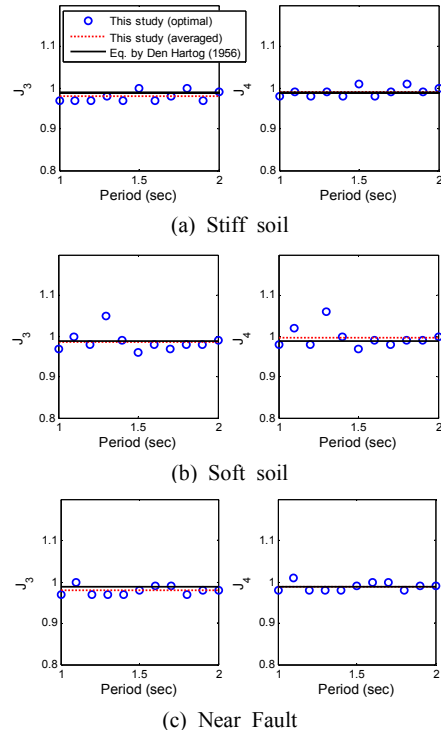 This study (optimal)
This study (averaged)
Eq. by Den Hartog (1956)
J3
1.1
1
0.9
0.8
1 1.5 2
Period (sec)
J4
1.1
1
0.9
0.8
1 1.5 2
Period (sec)
(a) Stiff soil
J3
1.1
1
0.9
0.8
1 1.5 2
Period (sec)
J4
1.1
1
0.9
0.8
1 1.5 2
Period (sec)
(b) Soft soil
J3
1.1
1
0.9
0.8
1 1.5 2
Period (sec)
J4
1.1
1
0.9
0.8
1 1.5 2
Period (sec)
(c) Near Fault